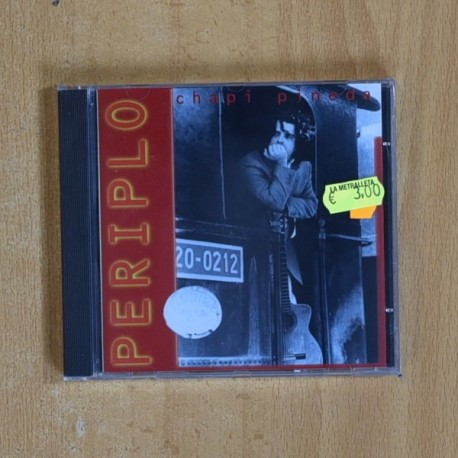 PERIPLO
chapi pineda
LA METRALLETA
€ 3,00
20-0212